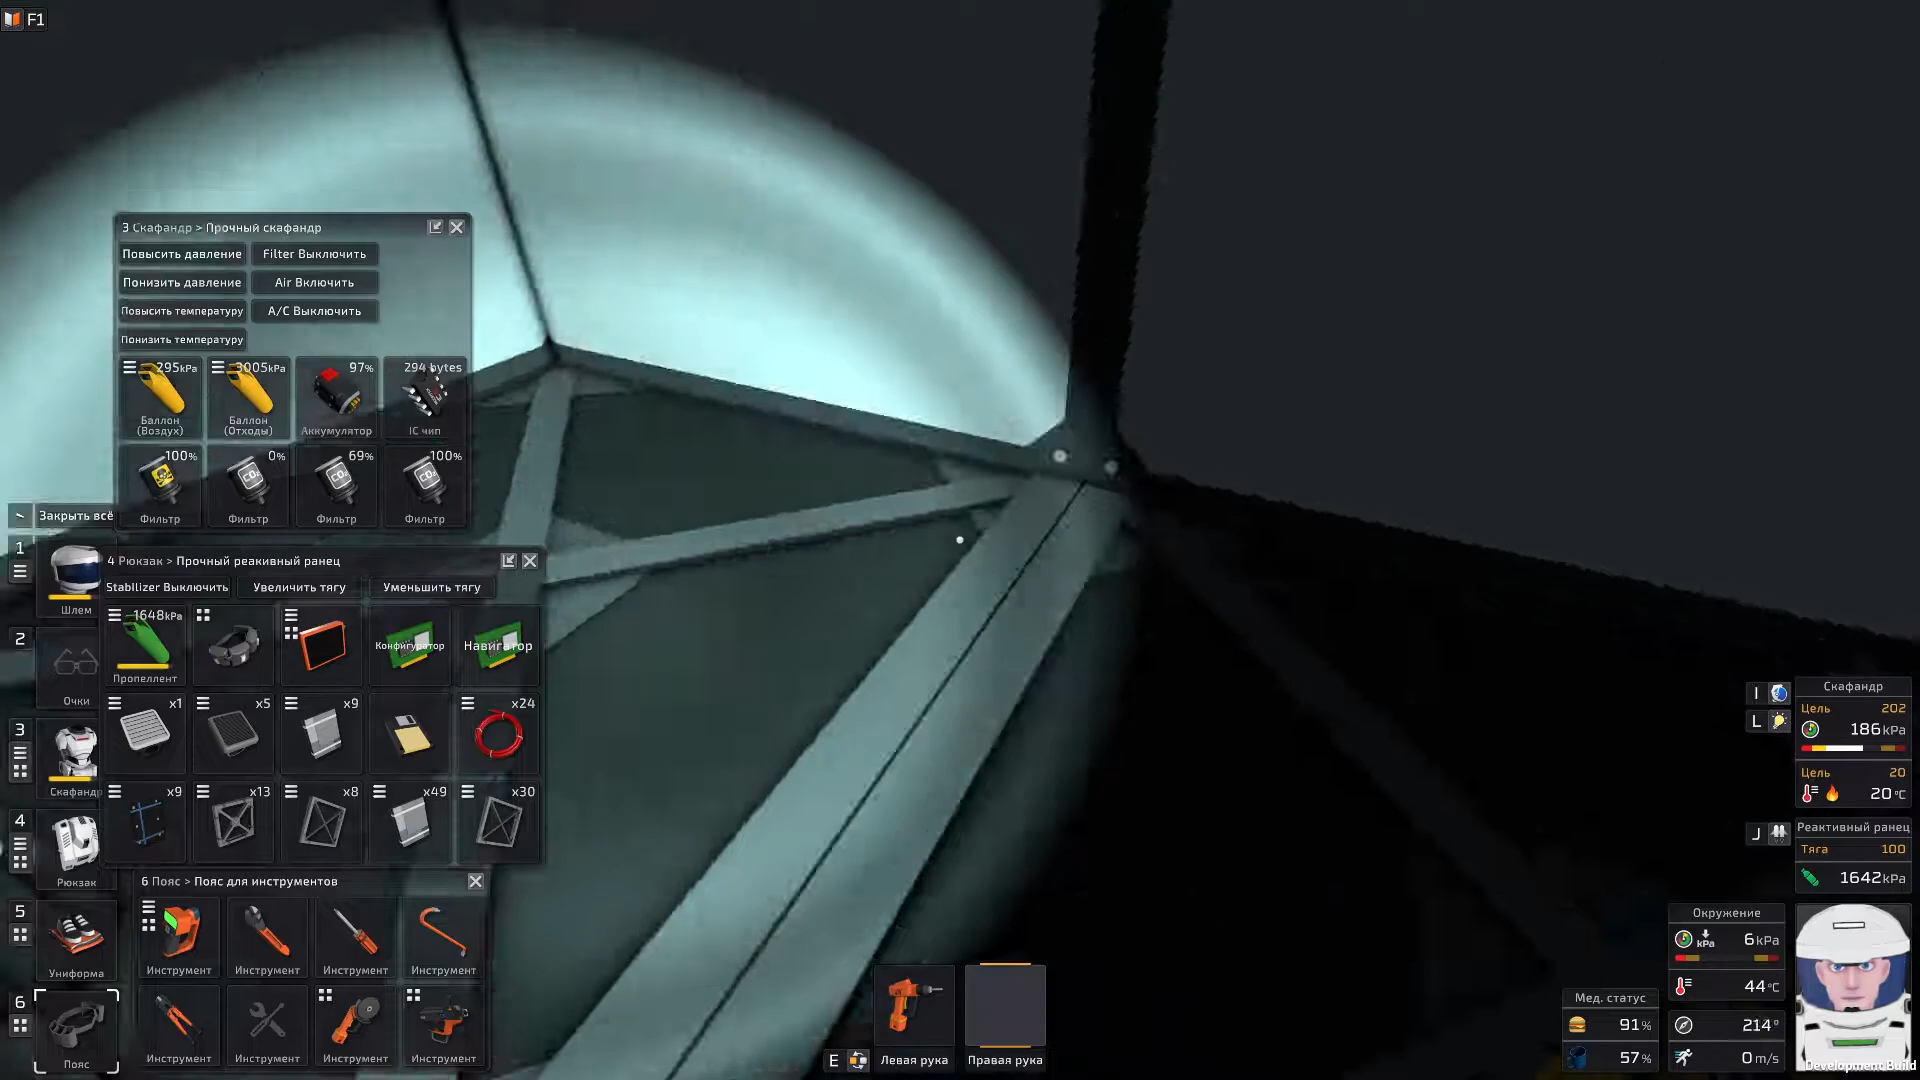 F1
3 Скафандр > Прочный скафандр
Повысить давление
Filter Выключить
Понизить давление
Air Включить
Повысить температуру
A/C Выключить
Понизить температуру
295kPa
3005kPa
97%
294 bytes
Баллон (Воздух)
Баллон (Отходы)
Аккумулятор
IC чип
100%
0%
69%
100%
CO₂
CO₂
CO₂
Фильтр
Фильтр
Фильтр
Фильтр
Закрыть всё
1
Шлем
2
Очки
3
Скафандр
4
Рюкзак
5
Униформа
6
Пояс
4 Рюкзак > Прочный реактивный ранец
Stabilizer Выключить
Увеличить тягу
Уменьшить тягу
1648kPa
Конфигуратор
Навигатор
Пропеллент
x1
x5
x9
x24
x9
x13
x8
x49
x30
6 Пояс > Пояс для инструментов
Инструмент
Инструмент
Инструмент
Инструмент
Инструмент
Инструмент
Инструмент
Инструмент
E
Левая рука
Правая рука
I
L
Скафандр
Цель 202
186kPa
Цель 20
20°C
J
Реактивный ранец
Тяга 100
1642kPa
Окружение
kPa
6kPa
44°C
Мед. статус
91%
57%
214°
0m/s
Development Build